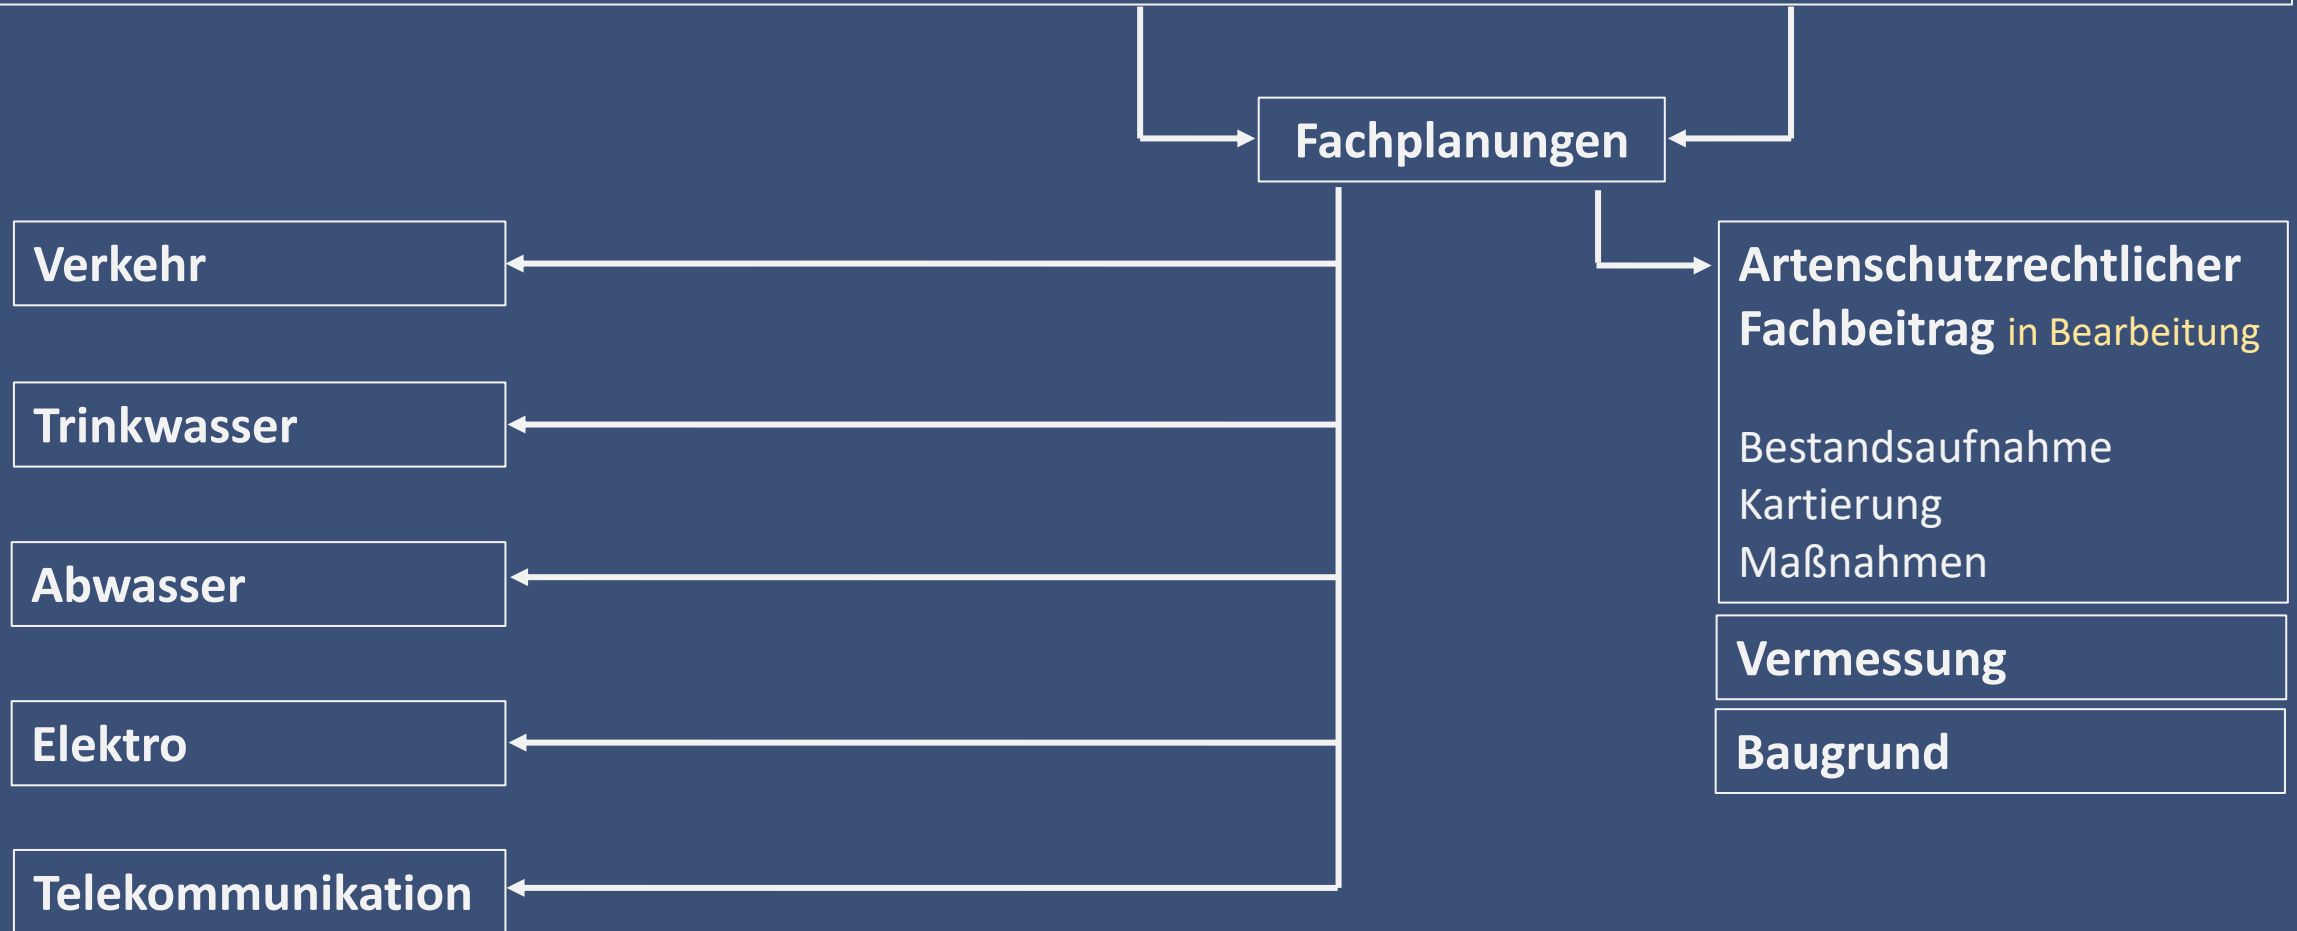 Fachplanungen
Verkehr
Trinkwasser
Abwasser
Elektro
Telekommunikation
Artenschutzrechtlicher
Fachbeitrag in Bearbeitung
Bestandsaufnahme
Kartierung
Maßnahmen
Vermessung
Baugrund